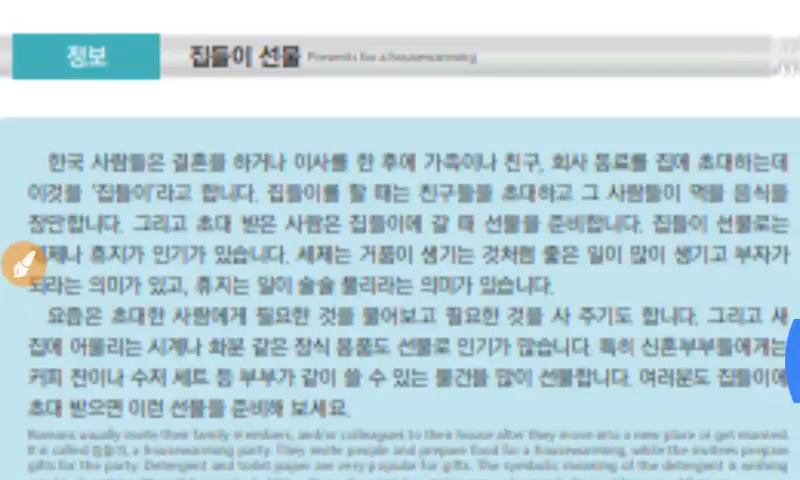 정보
집들이 선물 Presents for a housewarming
한국 사람들은 결혼을 하거나 이사를 한 후에 가족이나 친구, 회사 동료를 집에 초대하는데
이것을 '집들이'라고 합니다. 집들이를 할 때는 친구들을 초대하고 그 사람들이 먹을 음식을
장만합니다. 그리고 초대 받은 사람은 집들이에 갈 때 선물을 준비합니다. 집들이 선물로는
휴지가 인기가 있습니다. 세제는 거품이 생기는 것처럼 좋은 일이 많이 생기고 부자가
되라는 의미가 있고, 휴지는 일이 술술 풀리라는 의미가 있습니다.
요즘은 초대한 사람에게 필요한 것을 물어보고 필요한 것을 사 주기도 합니다. 그리고 새
집에 어울리는 시계나 화분 같은 장식 용품도 선물로 인기가 많습니다. 특히 신혼부부들에게는
커피 잔이나 수저 세트 등 부부가 같이 쓸 수 있는 물건을 많이 선물합니다. 여러분도 집들이에
초대 받으면 이런 선물을 준비해 보세요.
Koreans usually invite their family members, and/or colleagues to their house after they move into a new place or get married.
It is called 집들이, a housewarming party. They invite people and prepare food for a housewarming, while the invitees prepare
gifts for the party. Detergent and toilet paper are very popular for gifts. The symbolic meaning of the detergent is wishing